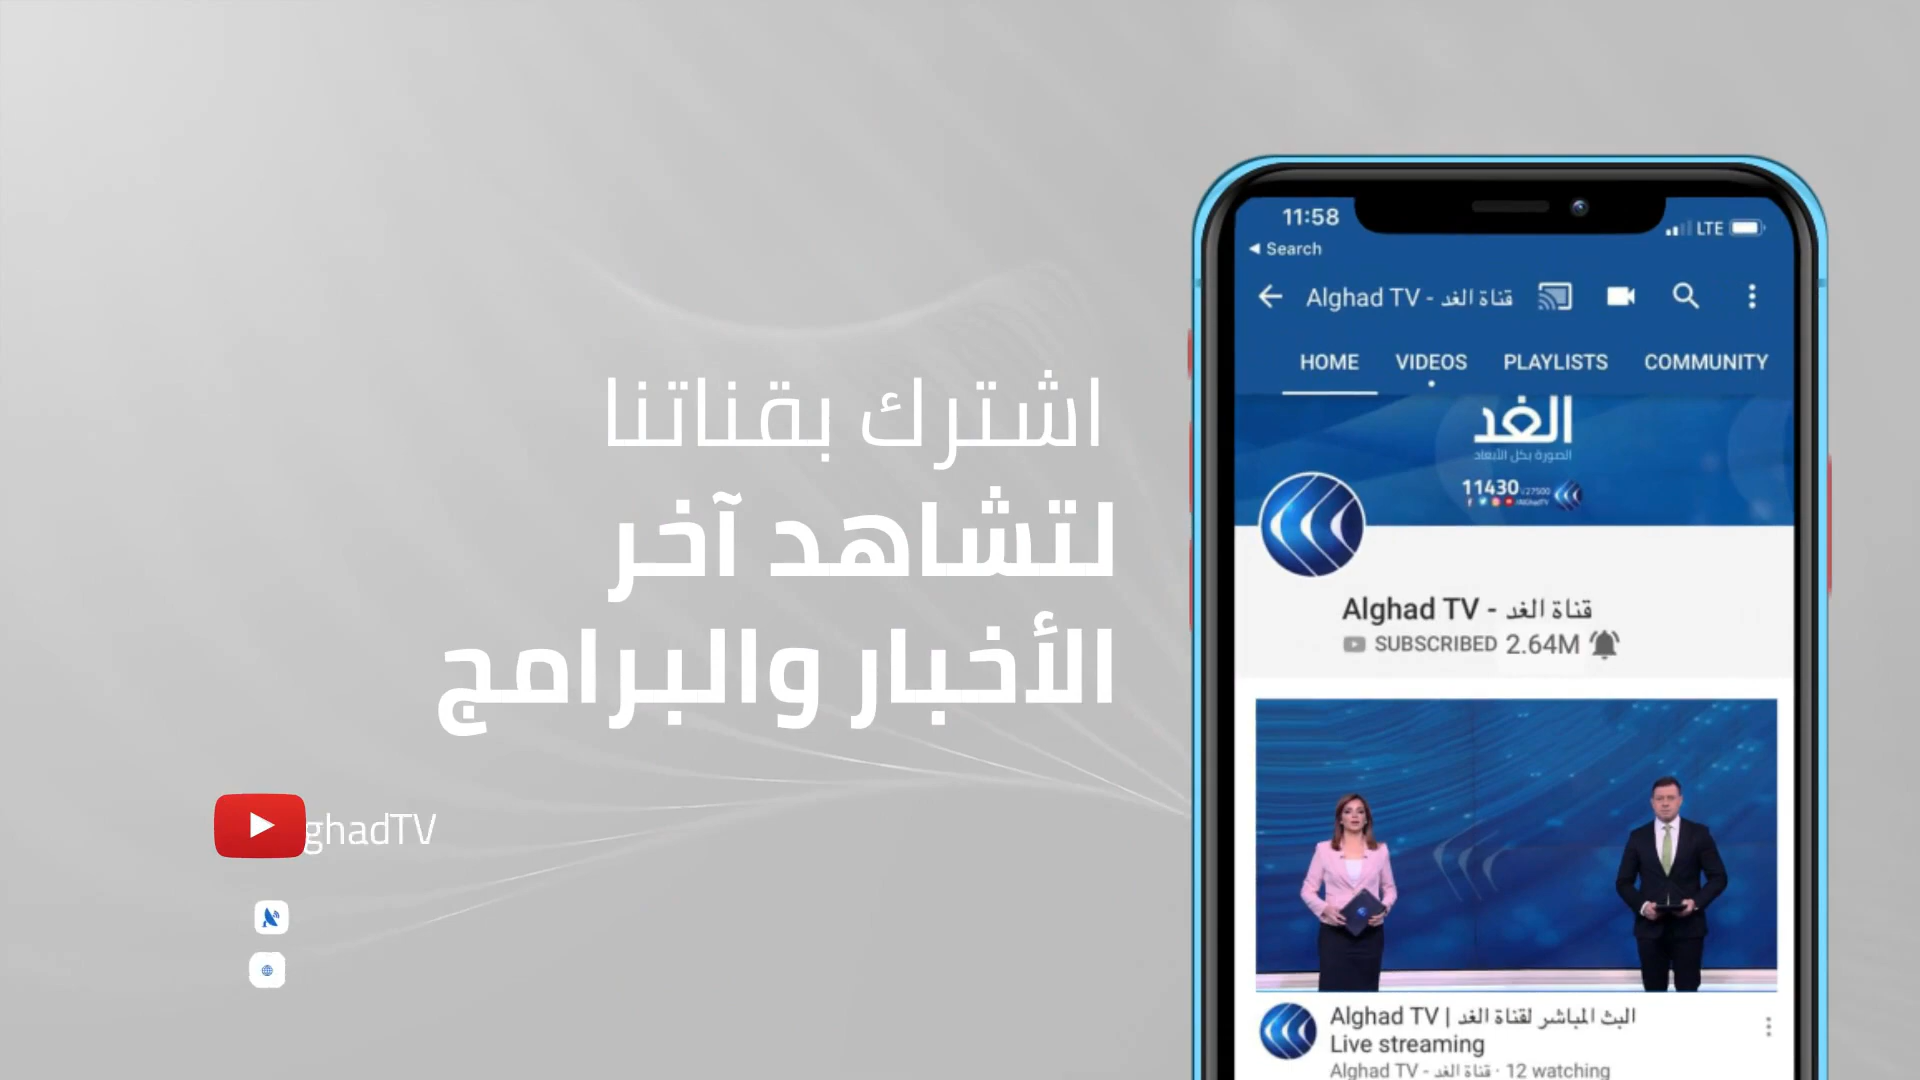 اشترك بقناتنا
لتشاهد آخر
الأخبار والبرامج
ghadTV
11:58
LTE
Search
Alghad TV - قناة الغد
HOME VIDEOS PLAYLISTS COMMUNITY
الغد
الصورة بكل الأبعاد
11430 V27500
/AlGhadTV
Alghad TV - قناة الغد
SUBSCRIBED 2.64M
Alghad TV | البث المباشر لقناة الغد
Live streaming
Alghad TV - قناة الغد · 12 watching